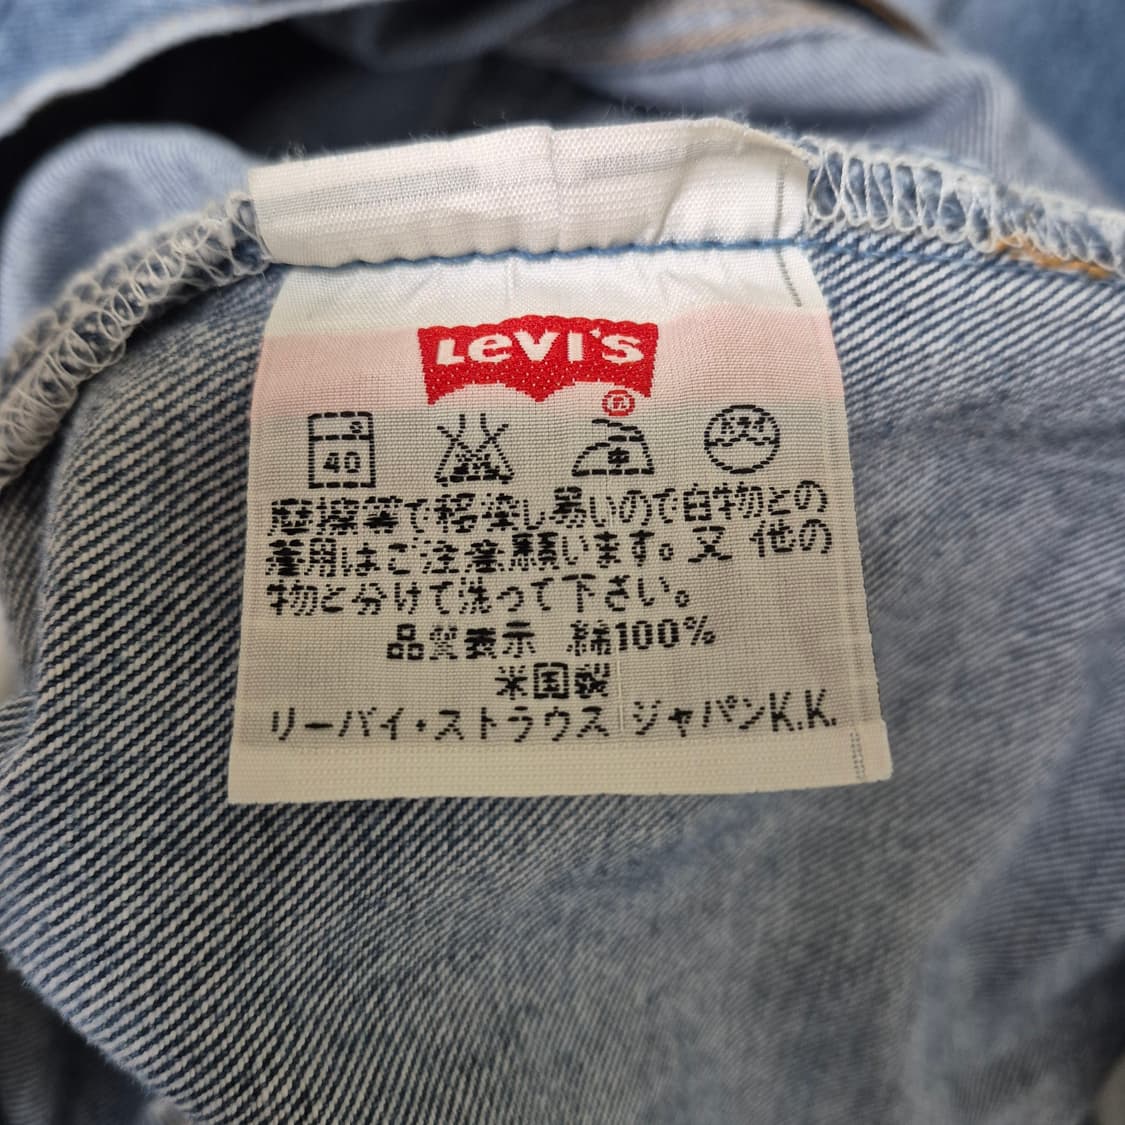 Levi's
®
40
ドライ
摩擦等で移染し易いので白物との
着用はご注意願います。又 他の
物と分けて洗って下さい。
品質表示 綿100%
米国製
リーバイ・ストラウス ジャパンK.K.